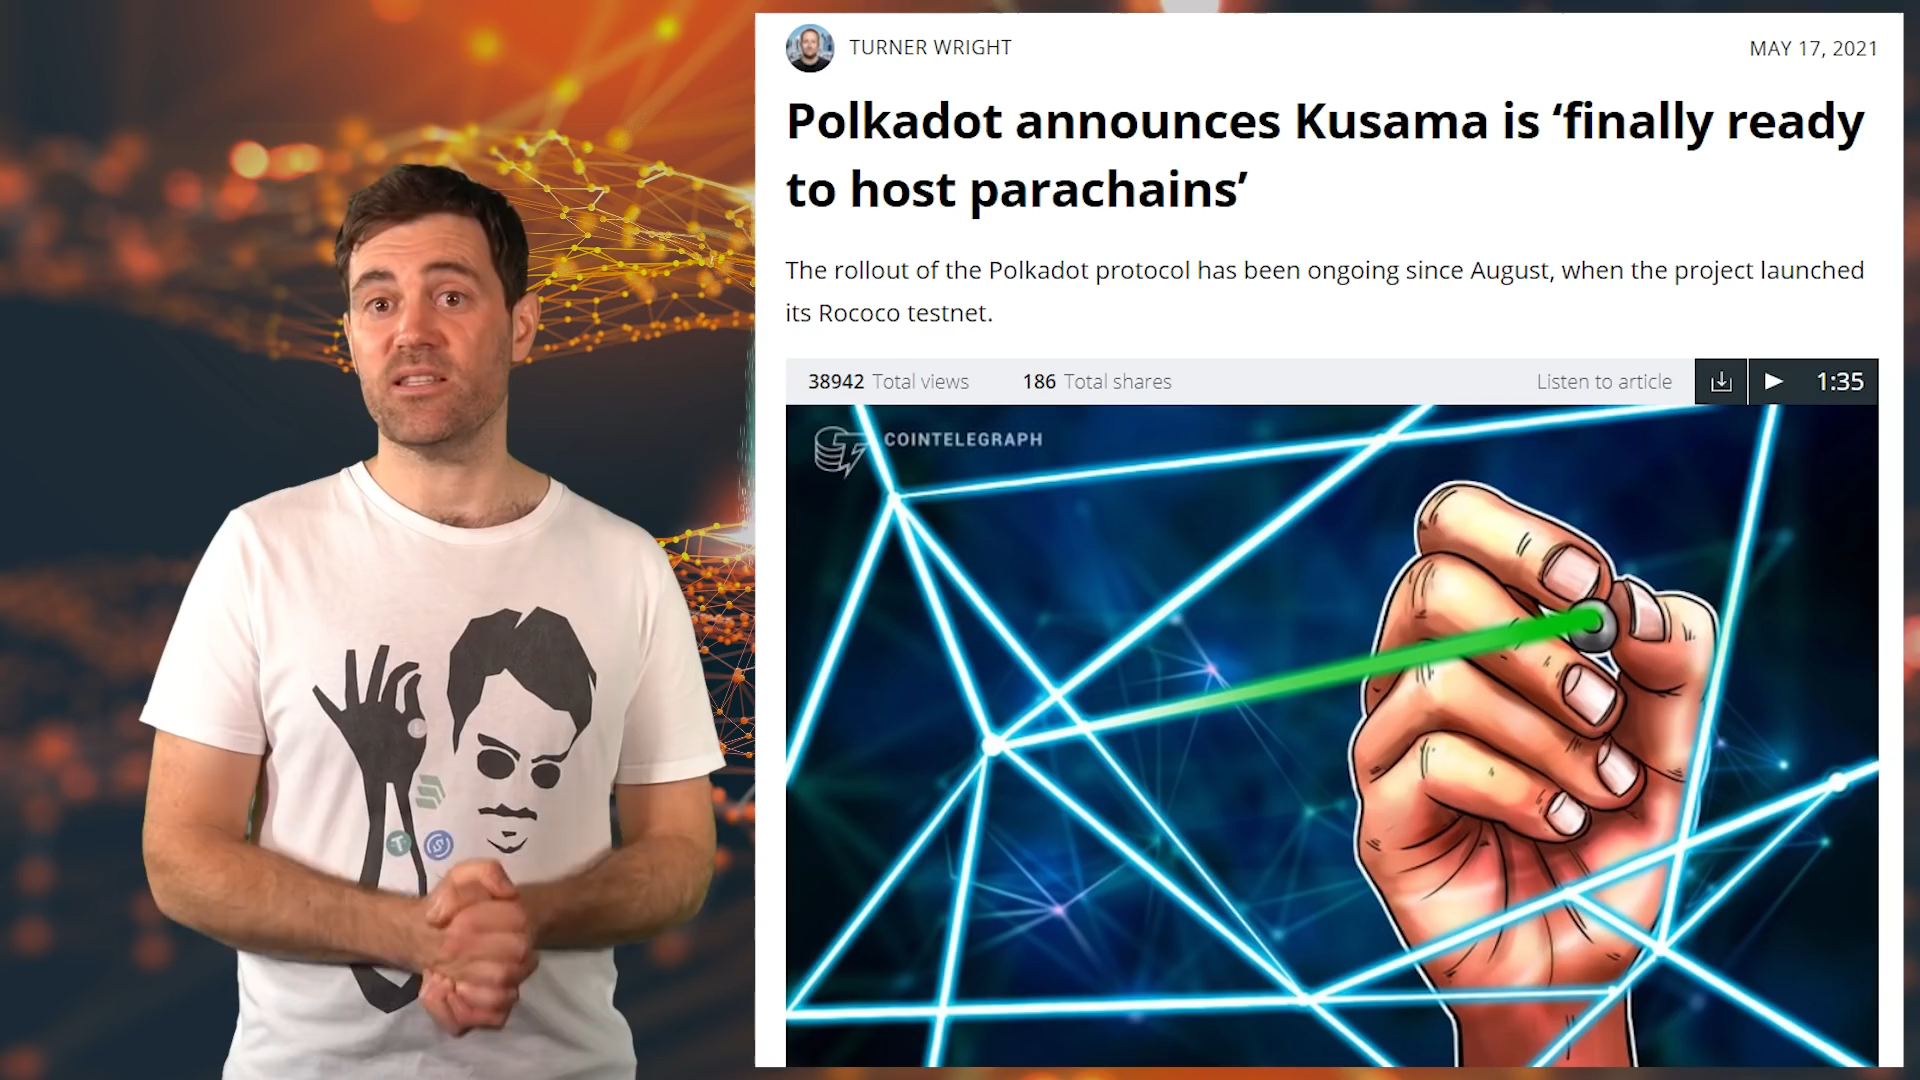 TURNER WRIGHT
MAY 17, 2021
Polkadot announces Kusama is ‘finally ready
to host parachains’
The rollout of the Polkadot protocol has been ongoing since August, when the project launched
its Rococo testnet.
38942 Total views 186 Total shares Listen to article 1:35
COINTELEGRAPH